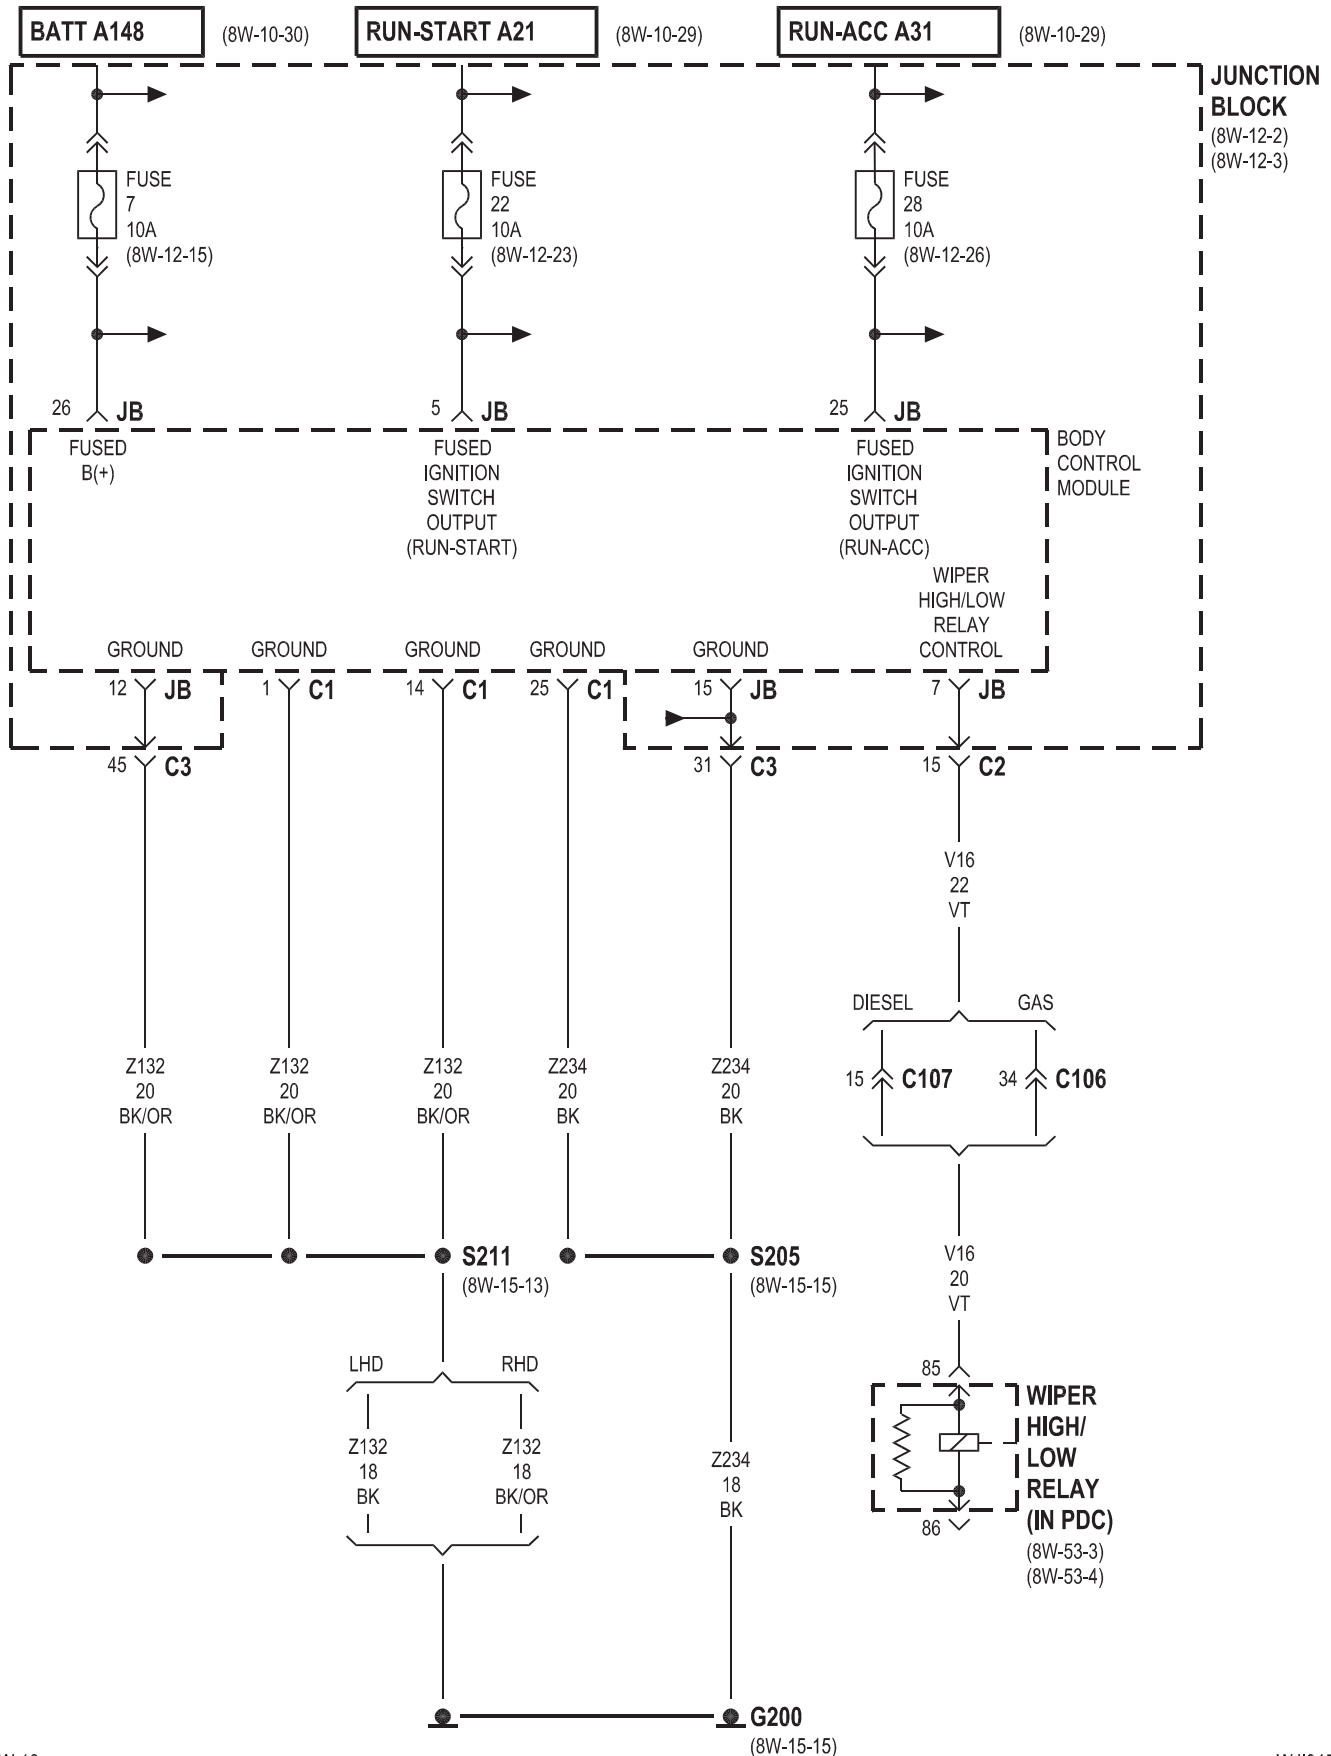 BATT A148 (8W-10-30) RUN-START A21 (8W-10-29) RUN-ACC A31 (8W-10-29)
JUNCTION
BLOCK
(8W-12-2)
(8W-12-3)
FUSE
7
10A
(8W-12-15)
FUSE
22
10A
(8W-12-23)
FUSE
28
10A
(8W-12-26)
26 JB
5 JB
25 JB
FUSED
B(+)
FUSED
IGNITION
SWITCH
OUTPUT
(RUN-START)
FUSED
IGNITION
SWITCH
OUTPUT
(RUN-ACC)
BODY
CONTROL
MODULE
WIPER
HIGH/LOW
RELAY
CONTROL
GROUND GROUND GROUND GROUND GROUND
12 JB 1 C1 14 C1 25 C1 15 JB 7 JB
45 C3 31 C3 15 C2
V16
22
VT
DIESEL GAS
15 C107 34 C106
Z132
20
BK/OR
Z132
20
BK/OR
Z132
20
BK/OR
Z234
20
BK
Z234
20
BK
S211
(8W-15-13)
S205
(8W-15-15)
V16
20
VT
LHD RHD
Z132
18
BK
Z132
18
BK/OR
Z234
18
BK
85
WIPER
HIGH/
LOW
RELAY
(IN PDC)
(8W-53-3)
(8W-53-4)
86
G200
(8W-15-15)